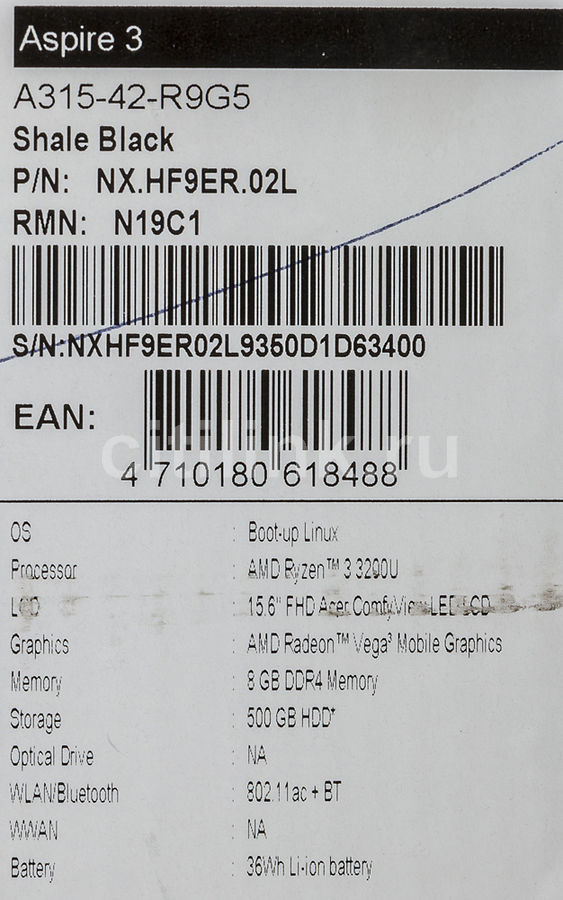 Aspire 3
A315-42-R9G5
Shale Black
P/N: NX.HF9ER.02L
RMN: N19C1
S/N:NXHF9ER02L9350D1D63400
EAN:
4 710180 618488
citilink.ru
OS : Boot-up Linux
Processor : AMD Ryzen™ 3 3200U
LCD : 15.6" FHD Acer ComfyView LED LCD
Graphics : AMD Radeon™ Vega³ Mobile Graphics
Memory : 8 GB DDR4 Memory
Storage : 500 GB HDD*
Optical Drive : NA
WLAN/Bluetooth : 802.11ac + BT
WWAN : NA
Battery : 36Wh Li-ion battery